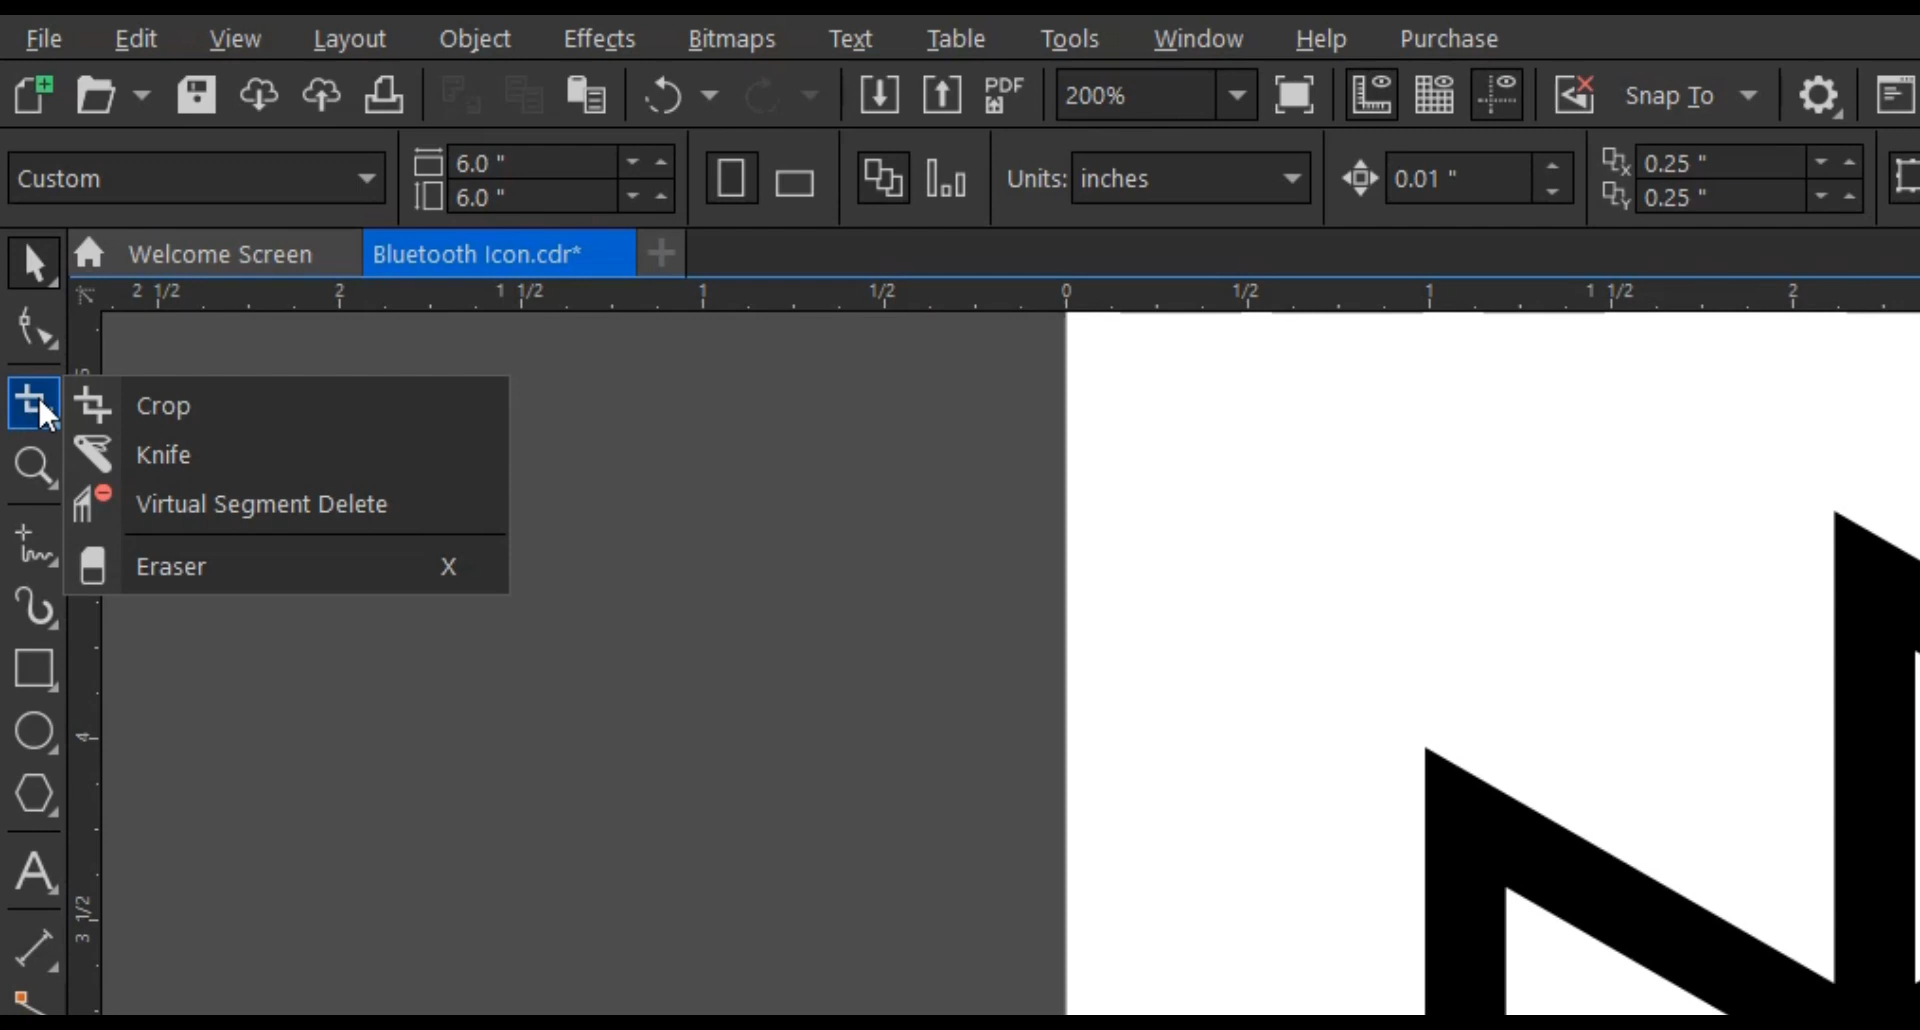 File Edit View Layout Object Effects Bitmaps Text Table Tools Window Help Purchase
PDF 200% Snap To
Custom 6.0 " Units: inches 0.01 " 0.25 "
6.0 " 0.25 "
Welcome Screen Bluetooth Icon.cdr*
2 1/2 2 1 1/2 1 1/2 0 1/2 1 1 1/2 2
Crop
Knife
Virtual Segment Delete
Eraser X
4
3 1/2